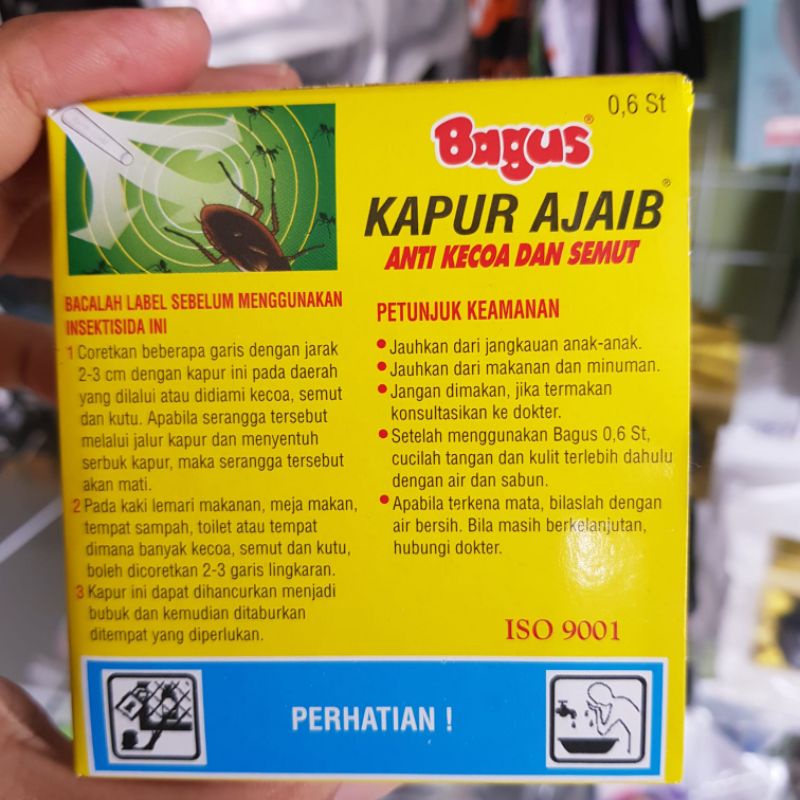 0,6 St
Bagus®
KAPUR AJAIB®
ANTI KECOA DAN SEMUT
BACALAH LABEL SEBELUM MENGGUNAKAN
INSEKTISIDA INI
1 Coretkan beberapa garis dengan jarak
2-3 cm dengan kapur ini pada daerah
yang dilalui atau didiami kecoa, semut
dan kutu. Apabila serangga tersebut
melalui jalur kapur dan menyentuh
serbuk kapur, maka serangga tersebut
akan mati.
2 Pada kaki lemari makanan, meja makan,
tempat sampah, toilet atau tempat
dimana banyak kecoa, semut dan kutu,
boleh dicoretkan 2-3 garis lingkaran.
3 Kapur ini dapat dihancurkan menjadi
bubuk dan kemudian ditaburkan
ditempat yang diperlukan.
PETUNJUK KEAMANAN
• Jauhkan dari jangkauan anak-anak.
• Jauhkan dari makanan dan minuman.
• Jangan dimakan, jika termakan
konsultasikan ke dokter.
• Setelah menggunakan Bagus 0,6 St,
cucilah tangan dan kulit terlebih dahulu
dengan air dan sabun.
• Apabila terkena mata, bilaslah dengan
air bersih. Bila masih berkelanjutan,
hubungi dokter.
ISO 9001
PERHATIAN !